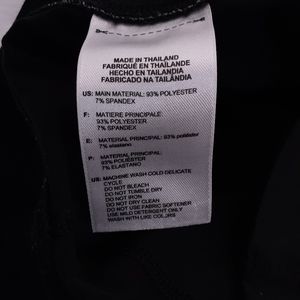 MADE IN THAILAND
FABRIQUÉ EN THAÏLANDE
HECHO EN TAILANDIA
FABRICADO NA TAILÂNDIA
US: MAIN MATERIAL: 93% POLYESTER
7% SPANDEX
F: MATIERE PRINCIPALE:
93% POLYESTER
7% SPANDEX
E: MATERIAL PRINCIPAL: 93% poliéster
7% elastano
P: MATERIAL PRINCIPAL:
93% POLIÉSTER
7% ELASTANO
US: MACHINE WASH COLD DELICATE
CYCLE
DO NOT BLEACH
DO NOT TUMBLE DRY
DO NOT IRON
DO NOT DRY CLEAN
DO NOT USE FABRIC SOFTENER
USE MILD DETERGENT ONLY
WASH WITH LIKE COLORS